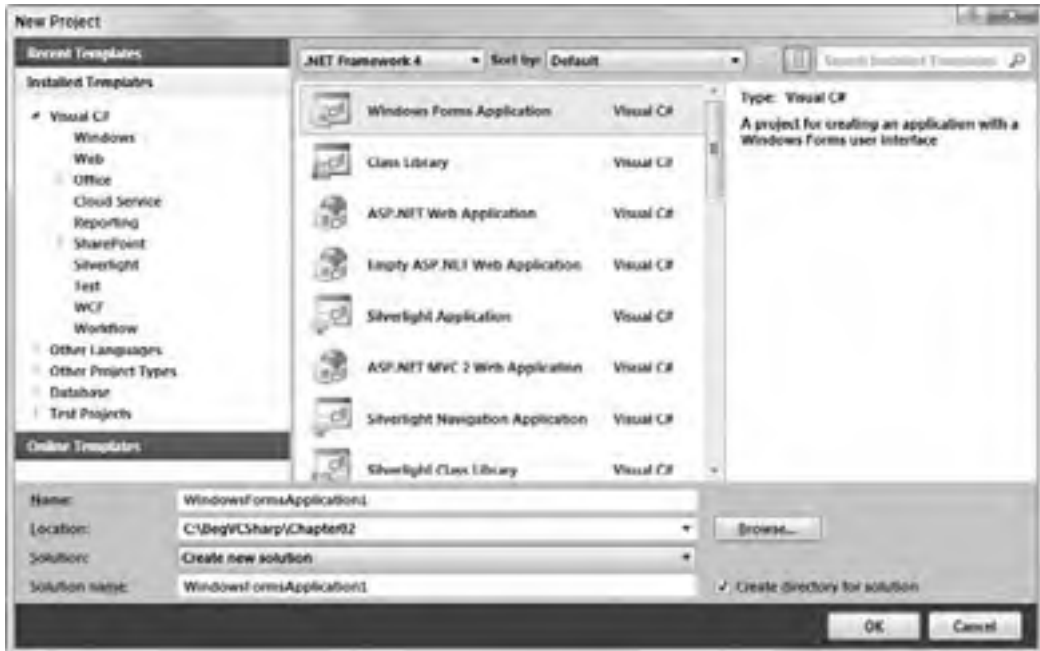 New Project
Recent Templates
Installed Templates
Visual C#
Windows
Web
Office
Cloud Service
Reporting
SharePoint
Silverlight
Test
WCF
Workflow
Other Languages
Other Project Types
Database
Test Projects
Online Templates
.NET Framework 4
Sort by: Default
Search Installed Templates
Windows Forms Application Visual C#
Class Library Visual C#
ASP.NET Web Application Visual C#
Empty ASP.NET Web Application Visual C#
Silverlight Application Visual C#
ASP.NET MVC 2 Web Application Visual C#
Silverlight Navigation Application Visual C#
Silverlight Class Library Visual C#
Type: Visual C#
A project for creating an application with a
Windows Forms user interface
Name: WindowsFormsApplication1
Location: C:\BegVCSharp\Chapter02
Browse...
Solution: Create new solution
Solution name: WindowsFormsApplication1
Create directory for solution
OK Cancel